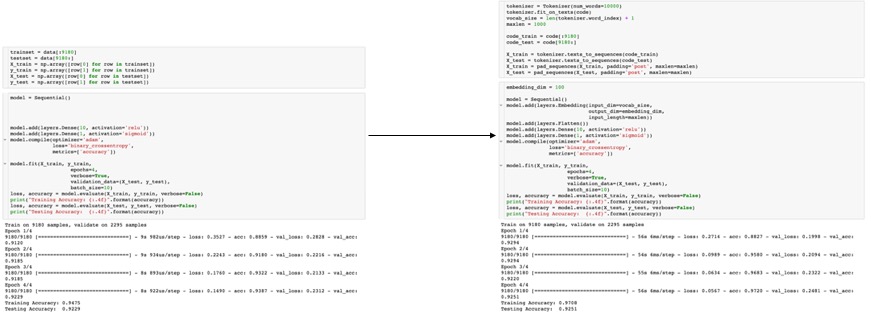 trainset = data[:9180]
testset = data[9180:]
X_train = np.array([row[0] for row in trainset])
y_train = np.array([row[1] for row in trainset])
X_test = np.array([row[0] for row in testset])
y_test = np.array([row[1] for row in testset])
model = Sequential()
model.add(layers.Dense(10, activation='relu'))
model.add(layers.Dense(1, activation='sigmoid'))
model.compile(optimizer='adam',
loss='binary_crossentropy',
metrics=['accuracy'])
model.fit(X_train, y_train,
epochs=4,
verbose=True,
validation_data=(X_test, y_test),
batch_size=10)
loss, accuracy = model.evaluate(X_train, y_train, verbose=False)
print("Training Accuracy: {:.4f}".format(accuracy))
loss, accuracy = model.evaluate(X_test, y_test, verbose=False)
print("Testing Accuracy:  {:.4f}".format(accuracy))
Train on 9180 samples, validate on 2295 samples
Epoch 1/4
9180/9180 [==============================] - 9s 982us/step - loss: 0.3527 - acc: 0.8859 - val_loss: 0.2828 - val_acc:
0.9120
Epoch 2/4
9180/9180 [==============================] - 9s 924us/step - loss: 0.2243 - acc: 0.9180 - val_loss: 0.2216 - val_acc:
0.9185
Epoch 3/4
9180/9180 [==============================] - 8s 893us/step - loss: 0.1760 - acc: 0.9322 - val_loss: 0.2133 - val_acc:
0.9185
Epoch 4/4
9180/9180 [==============================] - 8s 922us/step - loss: 0.1490 - acc: 0.9387 - val_loss: 0.2312 - val_acc:
0.9229
Training Accuracy: 0.9475
Testing Accuracy:  0.9229
tokeniser = Tokeniser(num_words=10000)
tokeniser.fit_on_texts(code)
vocab_size = len(tokeniser.word_index) + 1
maxlen = 1000
code_train = code[:9180]
code_test = code[9180:]
X_train = tokeniser.texts_to_sequences(code_train)
X_test = tokeniser.texts_to_sequences(code_test)
X_train = pad_sequences(X_train, padding='post', maxlen=maxlen)
X_test = pad_sequences(X_test, padding='post', maxlen=maxlen)
embedding_dim = 100
model = Sequential()
model.add(layers.Embedding(input_dim=vocab_size,
output_dim=embedding_dim,
input_length=maxlen))
model.add(layers.Flatten())
model.add(layers.Dense(10, activation='relu'))
model.add(layers.Dense(1, activation='sigmoid'))
model.compile(optimizer='adam',
loss='binary_crossentropy',
metrics=['accuracy'])
model.fit(X_train, y_train,
epochs=4,
verbose=True,
validation_data=(X_test, y_test),
batch_size=10)
loss, accuracy = model.evaluate(X_train, y_train, verbose=False)
print("Training Accuracy: {:.4f}".format(accuracy))
loss, accuracy = model.evaluate(X_test, y_test, verbose=False)
print("Testing Accuracy:  {:.4f}".format(accuracy))
Train on 9180 samples, validate on 2295 samples
Epoch 1/4
9180/9180 [==============================] - 56s 6ms/step - loss: 0.2714 - acc: 0.8827 - val_loss: 0.1998 - val_acc:
0.9294
Epoch 2/4
9180/9180 [==============================] - 54s 6ms/step - loss: 0.0989 - acc: 0.9580 - val_loss: 0.2094 - val_acc:
0.9294
Epoch 3/4
9180/9180 [==============================] - 55s 6ms/step - loss: 0.0634 - acc: 0.9683 - val_loss: 0.2322 - val_acc:
0.9220
Epoch 4/4
9180/9180 [==============================] - 56s 6ms/step - loss: 0.0567 - acc: 0.9720 - val_loss: 0.2481 - val_acc:
0.9251
Training Accuracy: 0.9708
Testing Accuracy:  0.9251